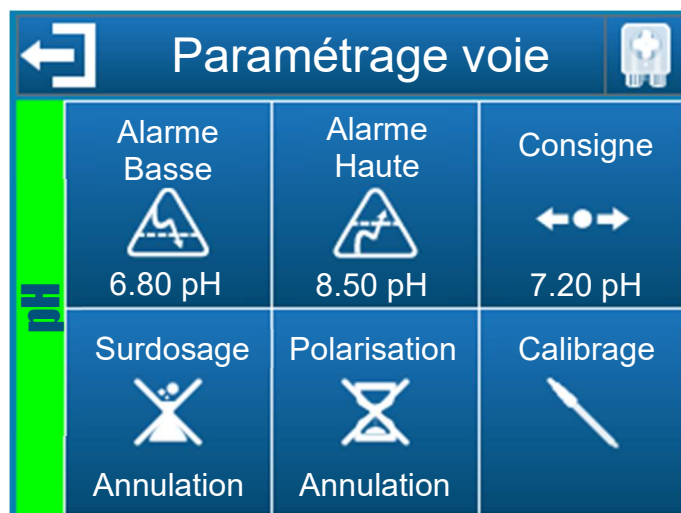 Paramétrage voie
pH
Alarme
Basse
6.80 pH
Alarme
Haute
8.50 pH
Consigne
7.20 pH
Surdosage
Annulation
Polarisation
Annulation
Calibrage